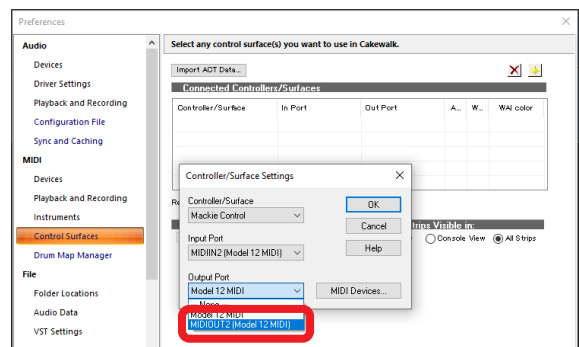 Preferences
Audio
Devices
Driver Settings
Playback and Recording
Configuration File
Sync and Caching
MIDI
Devices
Playback and Recording
Instruments
Control Surfaces
Drum Map Manager
File
Folder Locations
Audio Data
VST Settings
Select any control surface(s) you want to use in Cakewalk.
Import ACT Data...
Connected Controllers/Surfaces
Controller/Surface In Port Out Port A... W... WAI color
Controller/Surface Settings
Controller/Surface
Mackie Control
Input Port
MIDIIN2 (Model 12 MIDI)
Output Port
Model 12 MIDI
--- None ---
Model 12 MIDI
MIDIOUT2 (Model 12 MIDI)
OK
Cancel
Help
MIDI Devices...
Strips Visible in:
Console View All Strips